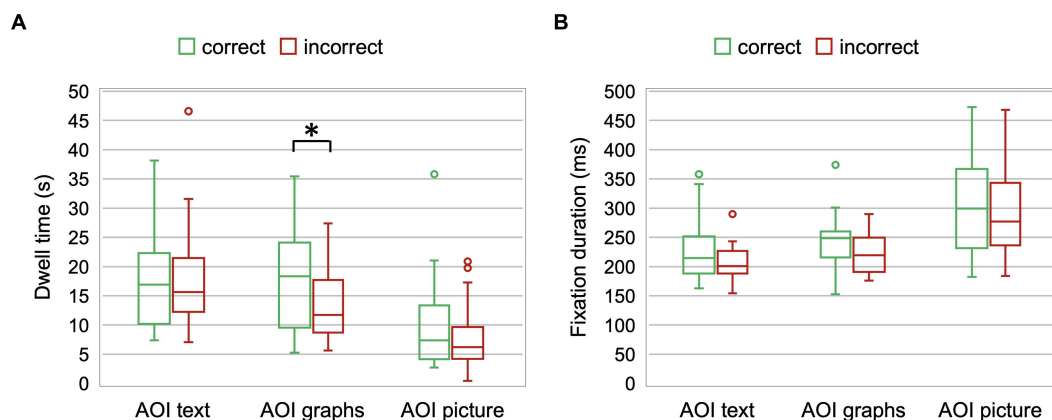 A
correct incorrect
Dwell time (s)
50
45
40
35
30
25
20
15
10
5
0
*
AOI text AOI graphs AOI picture
B
correct incorrect
Fixation duration (ms)
50
450
400
350
300
250
200
150
100
50
0
AOI text AOI graphs AOI picture